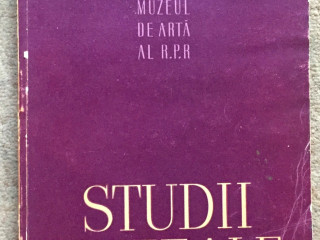 MUZEUL
DE ARTĂ
AL R.P.R
STUDII